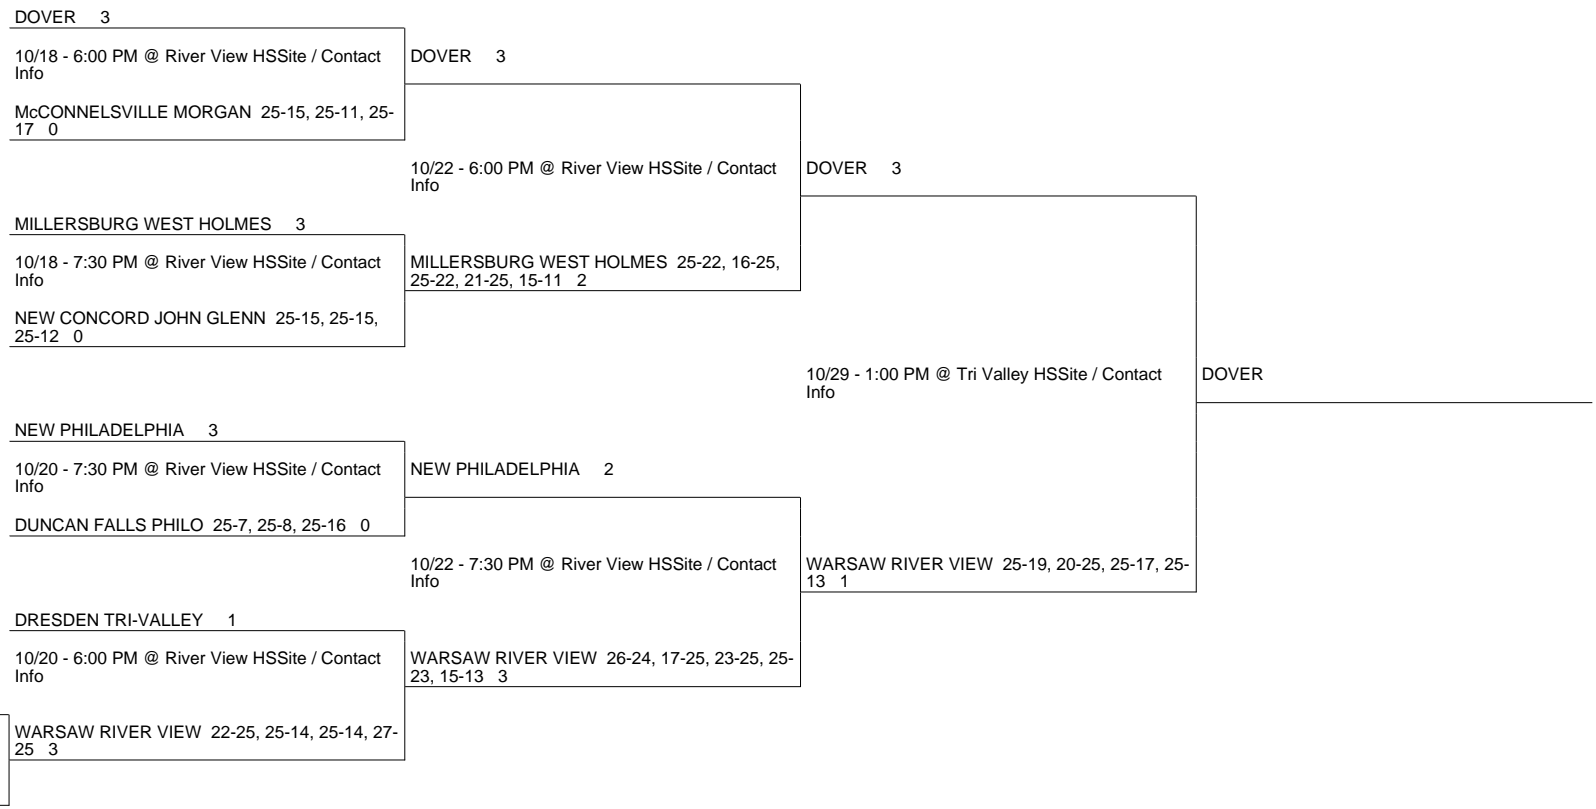 DOVER 3
10/18 - 6:00 PM @ River View HSSite / Contact
Info
McCONNELSVILLE MORGAN 25-15, 25-11, 25-
17 0
DOVER 3
10/22 - 6:00 PM @ River View HSSite / Contact
Info
DOVER 3
MILLERSBURG WEST HOLMES 3
10/18 - 7:30 PM @ River View HSSite / Contact
Info
MILLERSBURG WEST HOLMES 25-22, 16-25,
25-22, 21-25, 15-11 2
NEW CONCORD JOHN GLENN 25-15, 25-15,
25-12 0
10/29 - 1:00 PM @ Tri Valley HSSite / Contact
Info
DOVER
NEW PHILADELPHIA 3
10/20 - 7:30 PM @ River View HSSite / Contact
Info
NEW PHILADELPHIA 2
DUNCAN FALLS PHILO 25-7, 25-8, 25-16 0
10/22 - 7:30 PM @ River View HSSite / Contact
Info
WARSAW RIVER VIEW 25-19, 20-25, 25-17, 25-
13 1
DRESDEN TRI-VALLEY 1
10/20 - 6:00 PM @ River View HSSite / Contact
Info
WARSAW RIVER VIEW 26-24, 17-25, 23-25, 25-
23, 15-13 3
WARSAW RIVER VIEW 22-25, 25-14, 25-14, 27-
25 3